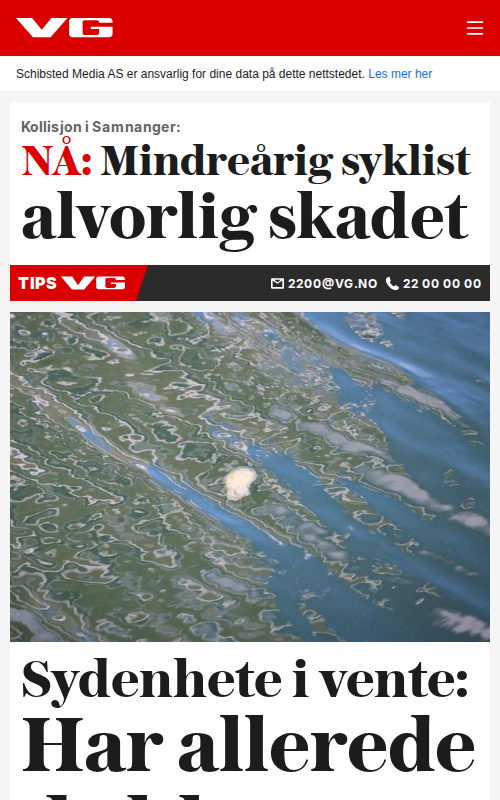 VG
Schibsted Media AS er ansvarlig for dine data på dette nettstedet. Les mer her
Kollisjon i Samnanger:
NÅ: Mindreårig syklist
alvorlig skadet
TIPS VG 2200@VG.NO 22 00 00 00
Sydenhete i vente:
Har allerede